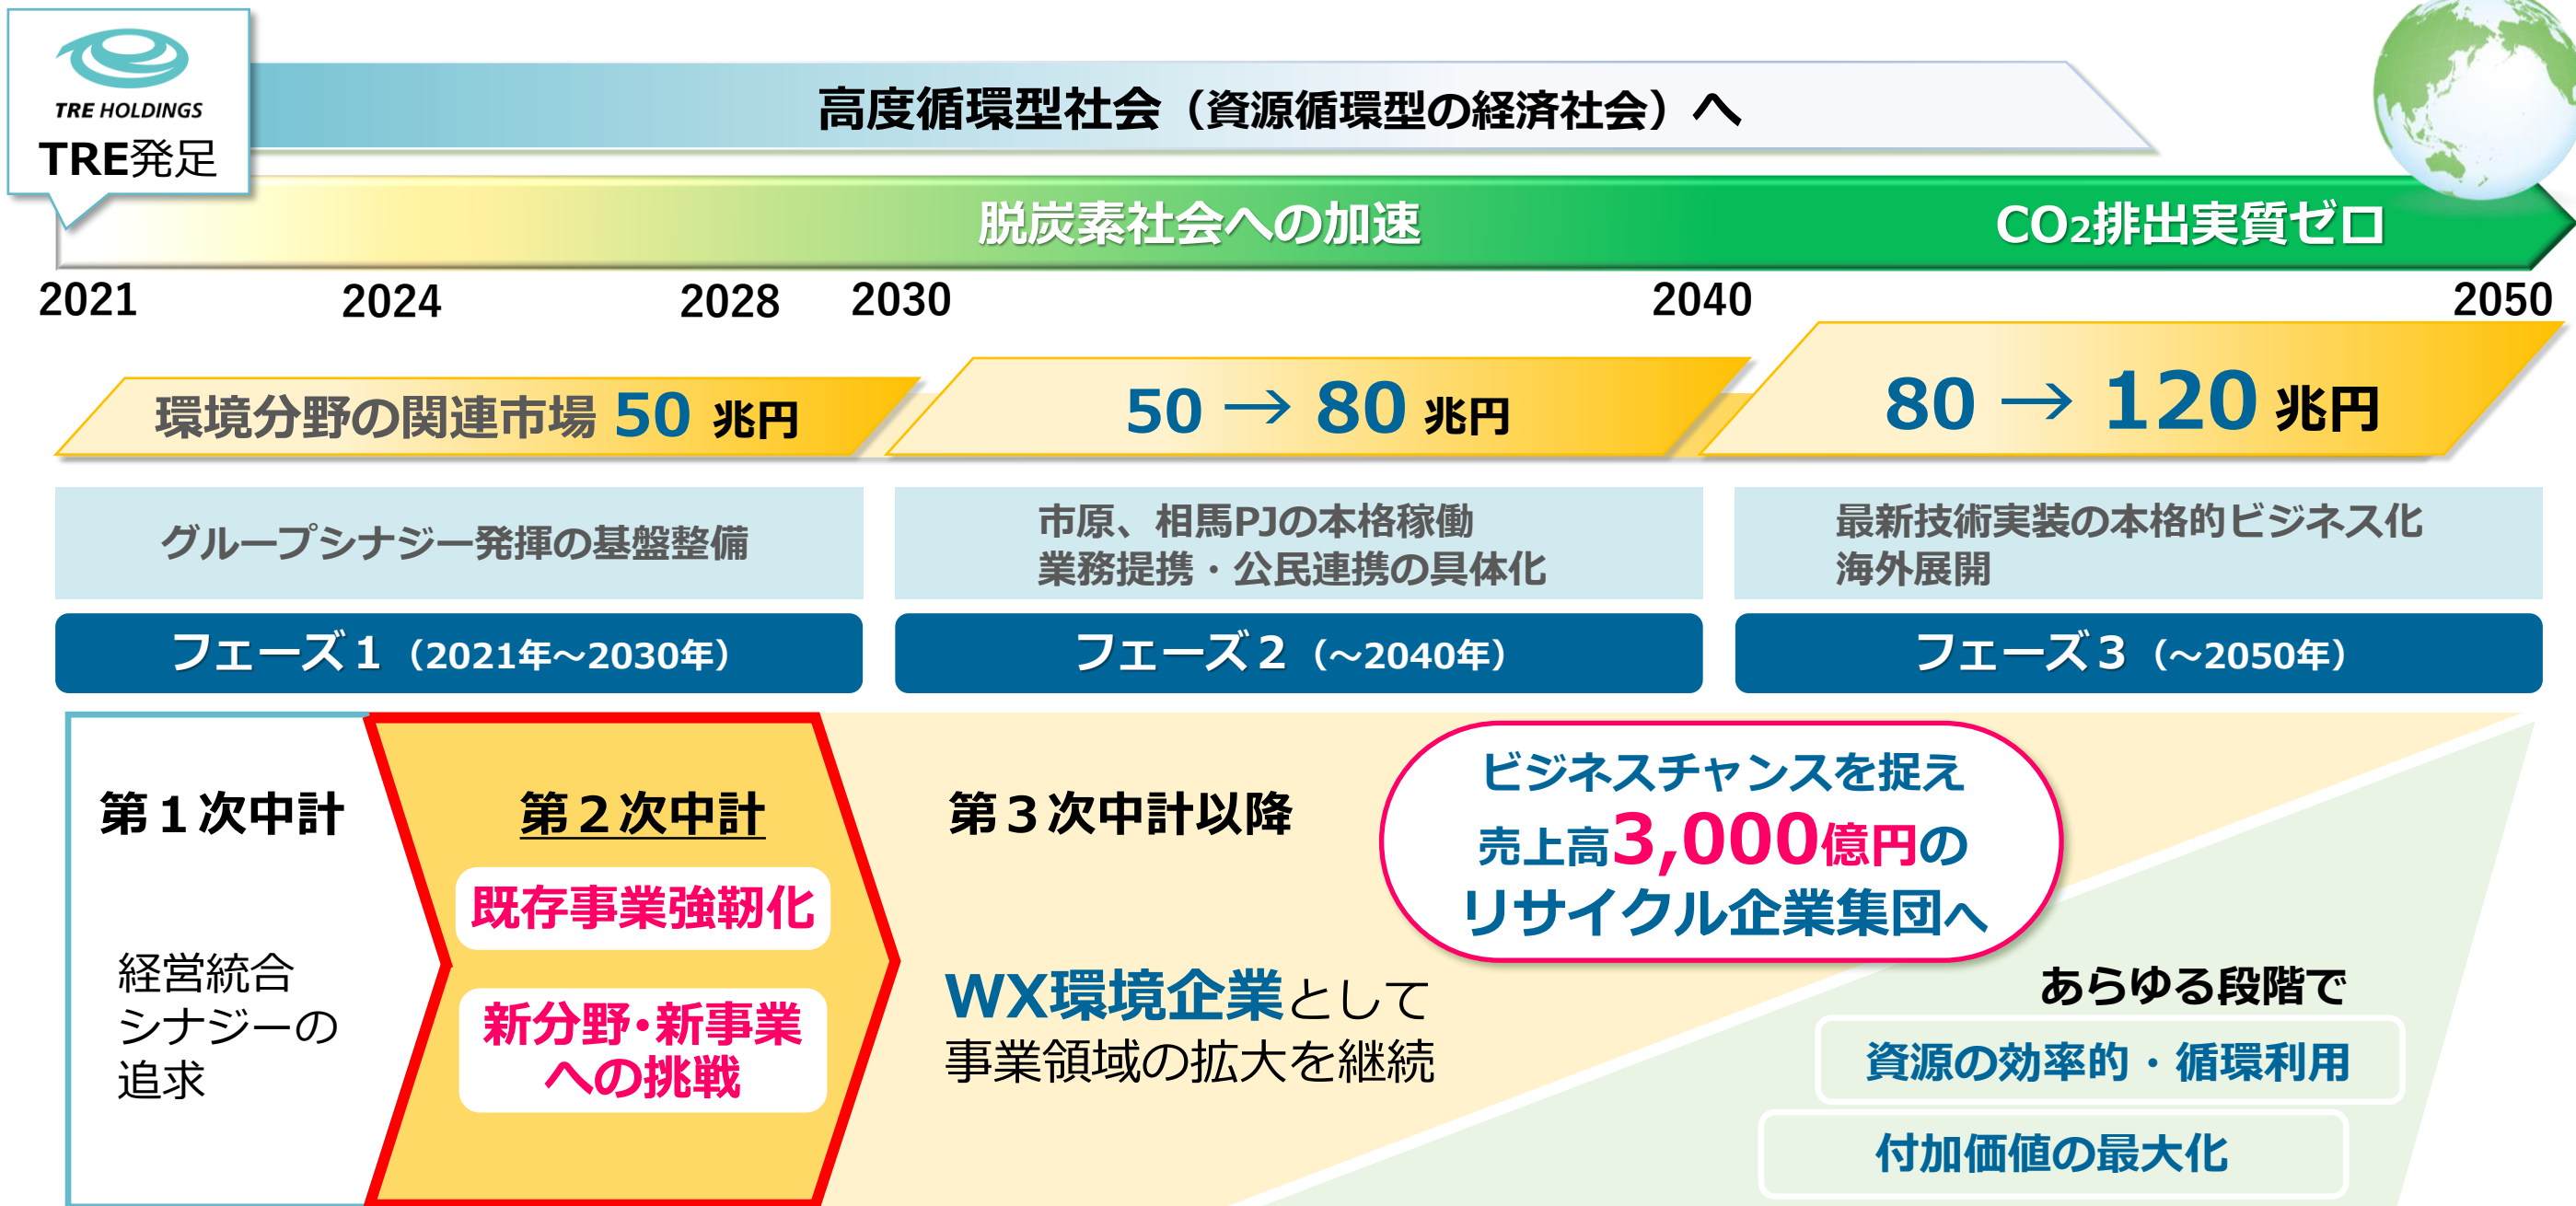 TRE HOLDINGS
TRE発足
高度循環型社会（資源循環型の経済社会）へ
脱炭素社会への加速
CO2排出実質ゼロ
2021
2024
2028
2030
2040
2050
環境分野の関連市場 50 兆円
50 → 80 兆円
80 → 120 兆円
グループシナジー発揮の基盤整備
市原、相馬PJの本格稼働
業務提携・公民連携の具体化
最新技術実装の本格的ビジネス化
海外展開
フェーズ１（2021年～2030年）
フェーズ２（～2040年）
フェーズ３（～2050年）
第１次中計
経営統合
シナジーの
追求
第２次中計
既存事業強靭化
新分野・新事業
への挑戦
第３次中計以降
WX環境企業として
事業領域の拡大を継続
ビジネスチャンスを捉え
売上高3,000億円の
リサイクル企業集団へ
あらゆる段階で
資源の効率的・循環利用
付加価値の最大化